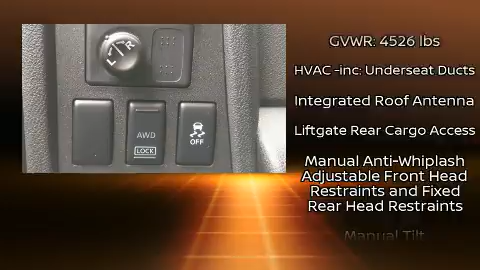 L R
AWD
LOCK
OFF
GVWR: 4526 lbs
HVAC -inc: Underseat Ducts
Integrated Roof Antenna
Liftgate Rear Cargo Access
Manual Anti-Whiplash
Adjustable Front Head
Restraints and Fixed
Rear Head Restraints
Manual Tilt